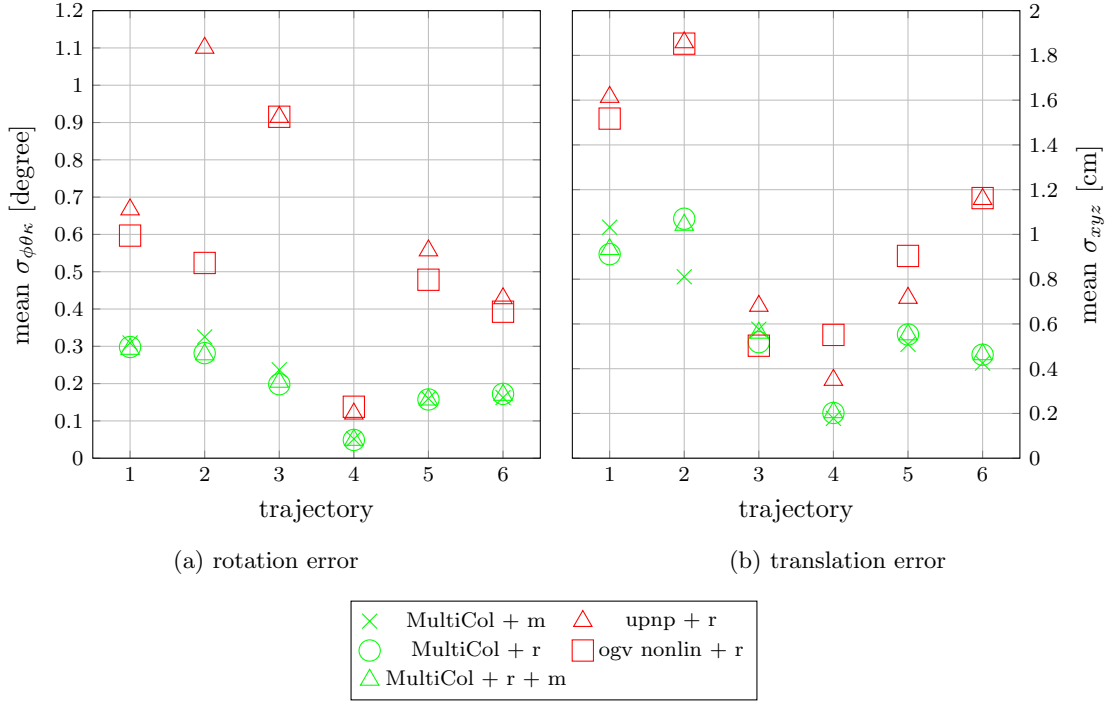 1.2
1.1
1
0.9
0.8
0.7
0.6
0.5
0.4
0.3
0.2
0.1
0
mean σϕθκ [degree]
1 2 3 4 5 6
trajectory
(a) rotation error
2
1.8
1.6
1.4
1.2
1
0.8
0.6
0.4
0.2
0
mean σxyz [cm]
1 2 3 4 5 6
trajectory
(b) translation error
MultiCol + m
upnp + r
MultiCol + r
ogv nonlin + r
MultiCol + r + m